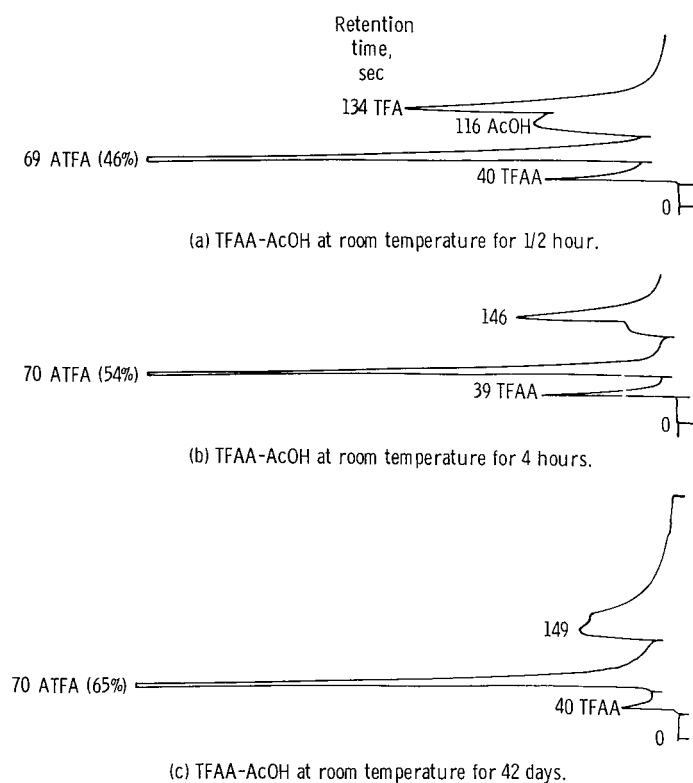 Retention
time,
sec
134 TFA
116 AcOH
69 ATFA (46%)
40 TFAA
0
(a) TFAA-AcOH at room temperature for 1/2 hour.
146
70 ATFA (54%)
39 TFAA
0
(b) TFAA-AcOH at room temperature for 4 hours.
149
70 ATFA (65%)
40 TFAA
0
(c) TFAA-AcOH at room temperature for 42 days.